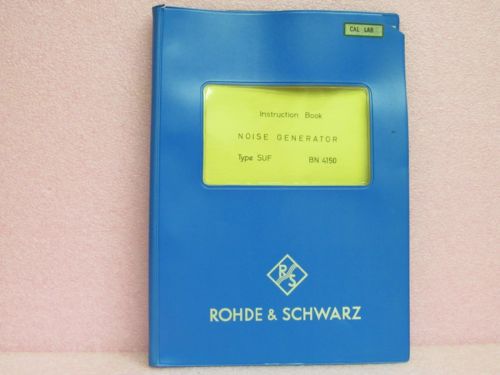 CAL LAB
Instruction Book
NOISE GENERATOR
Type SUF BN 4150
R/S
ROHDE & SCHWARZ